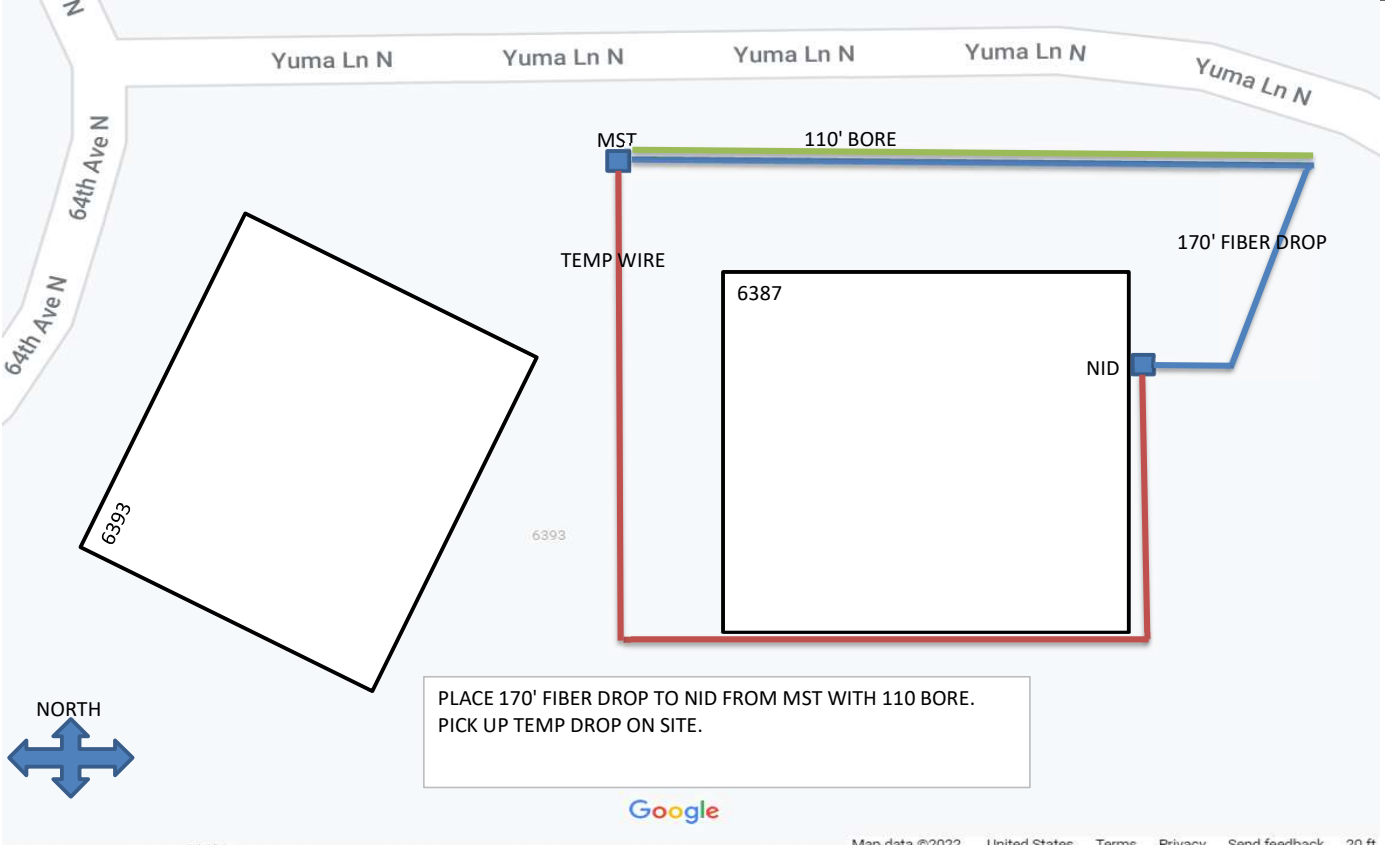 N
Yuma Ln N
Yuma Ln N
Yuma Ln N
Yuma Ln N
Yuma Ln N
64th Ave N
64th Ave N
MST
110' BORE
TEMP WIRE
170' FIBER DROP
6387
NID
6393
6393
NORTH
PLACE 170' FIBER DROP TO NID FROM MST WITH 110 BORE.
PICK UP TEMP DROP ON SITE.
Google
Map data ©2022 United States Terms Privacy Send feedback 20 ft